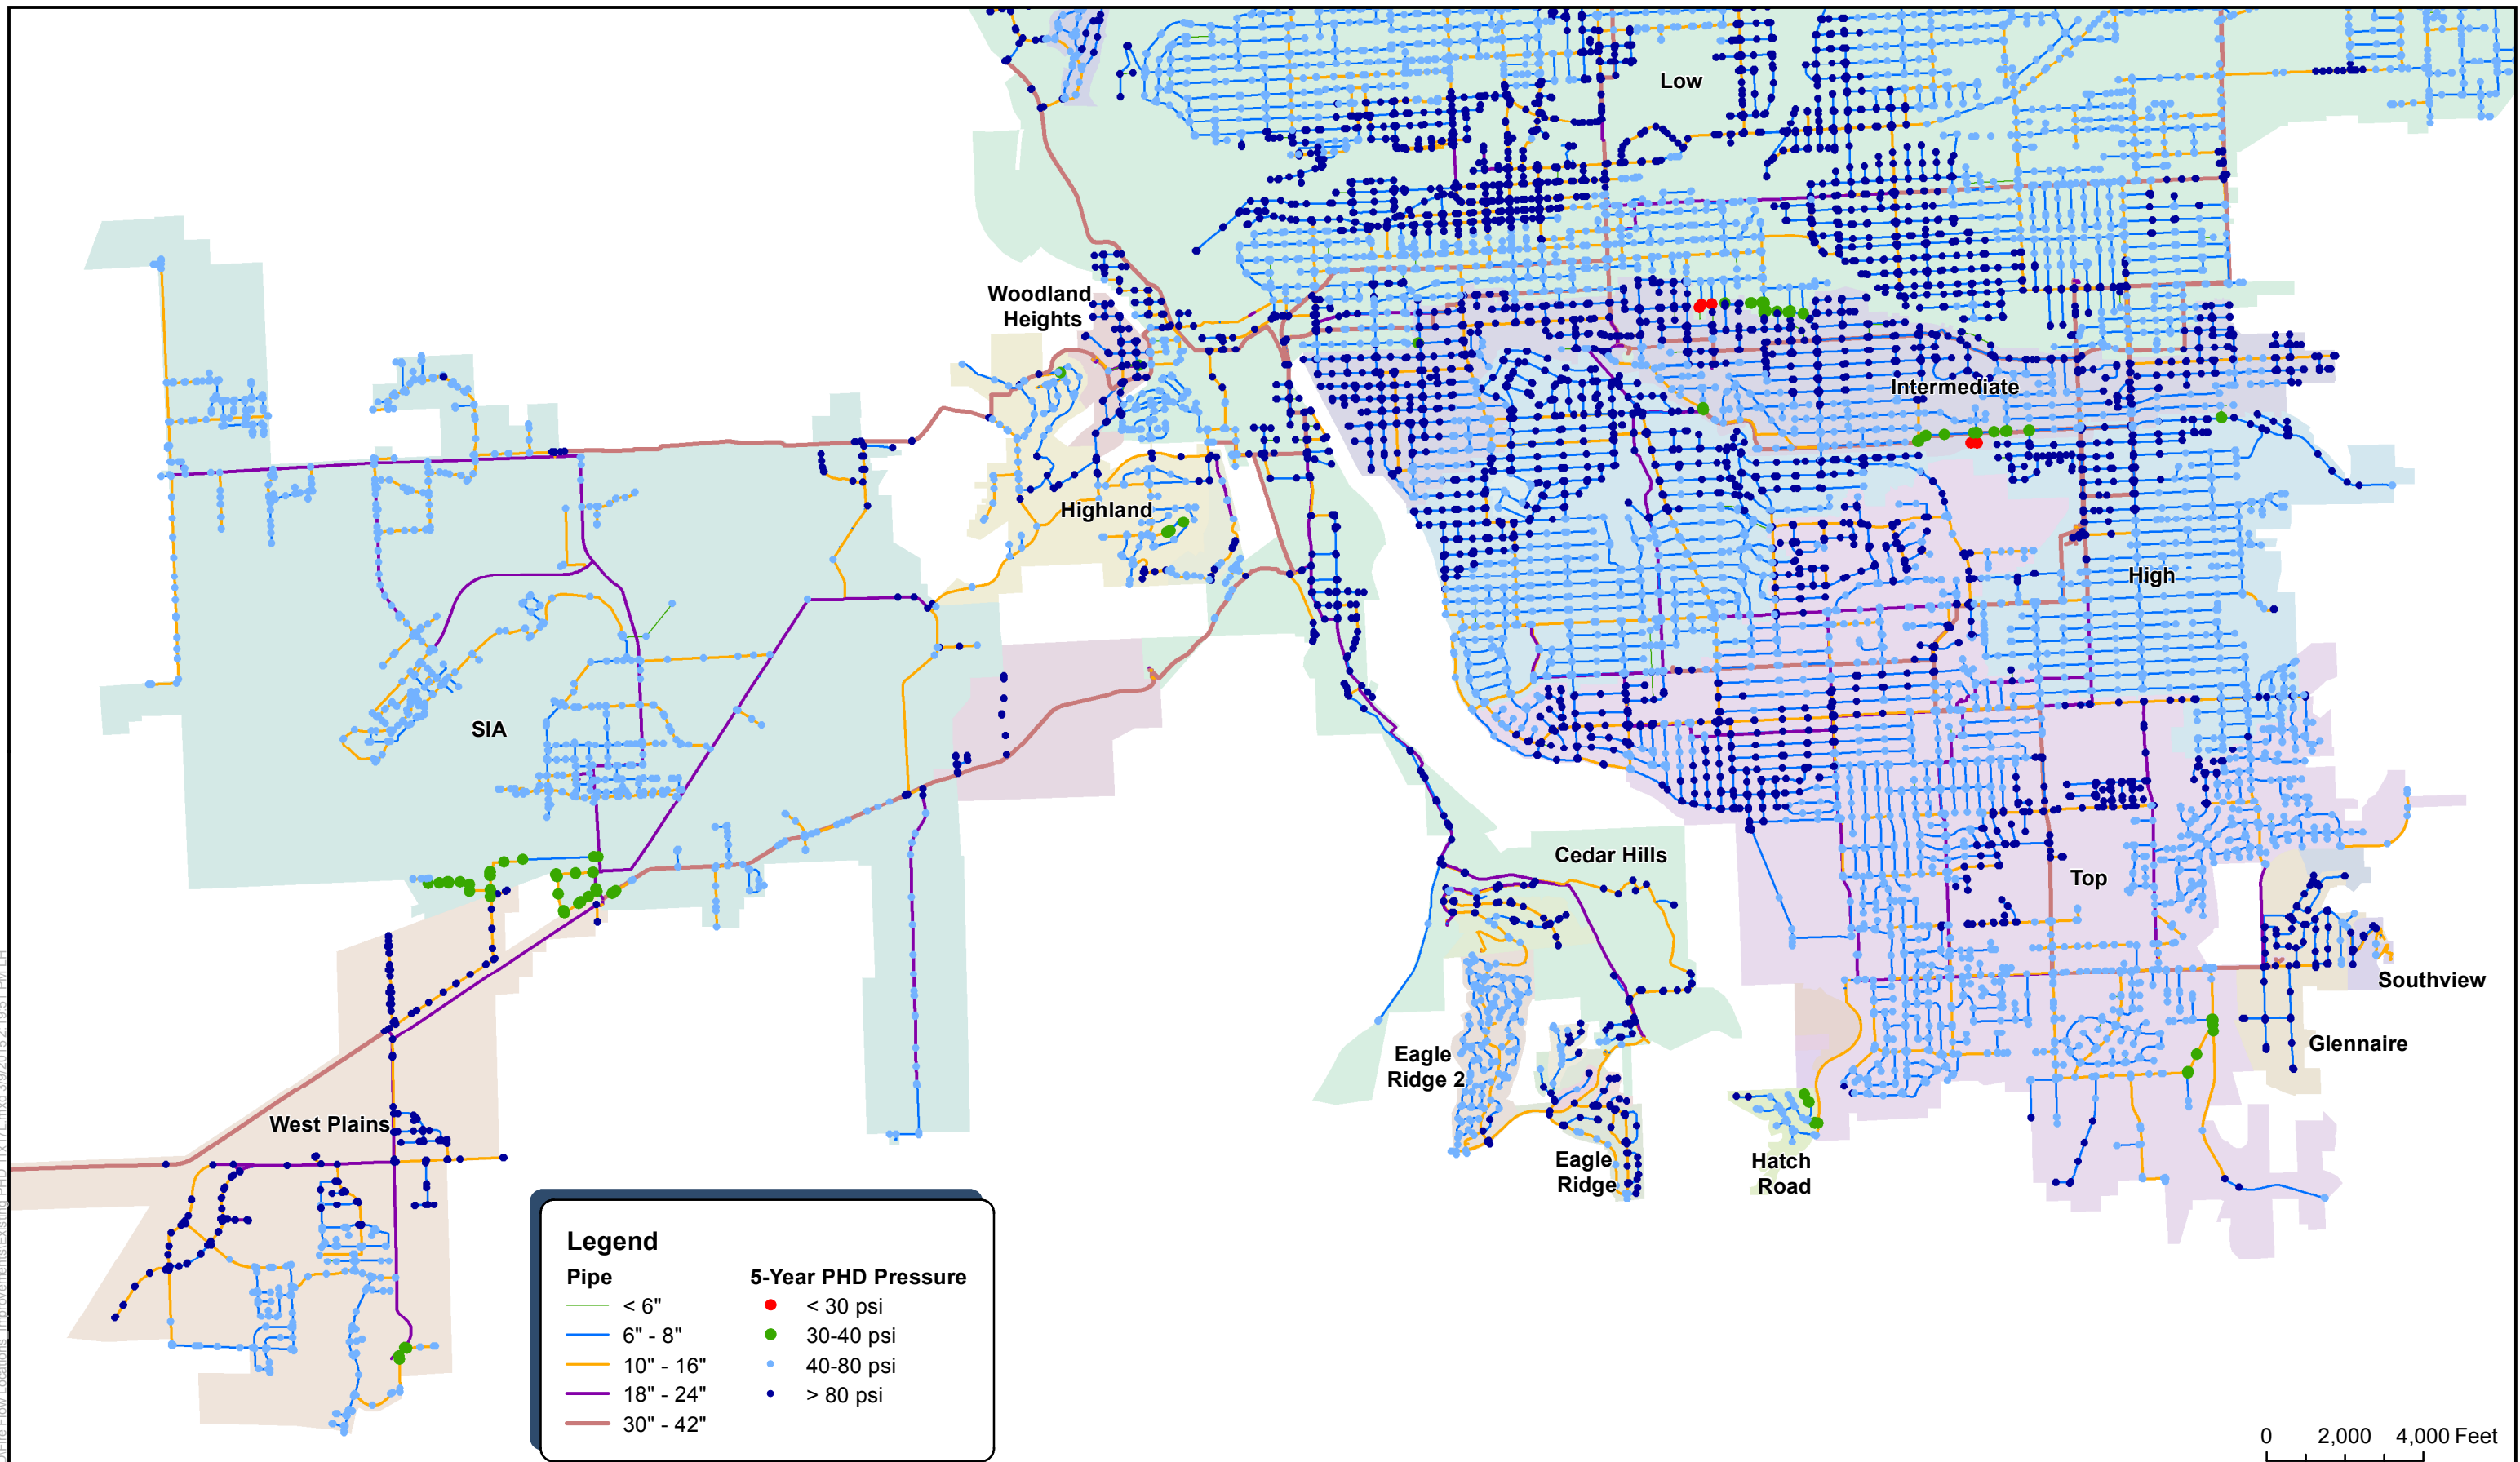 Low
Woodland
Heights
Intermediate
Highland
High
SIA
Cedar Hills
Top
Southview
Glennaire
Eagle
Ridge 2
West Plains
Eagle
Ridge
Hatch
Road
Legend
Pipe
< 6"
6" - 8"
10" - 16"
18" - 24"
30" - 42"
5-Year PHD Pressure
< 30 psi
30-40 psi
40-80 psi
> 80 psi
0 2,000 4,000 Feet